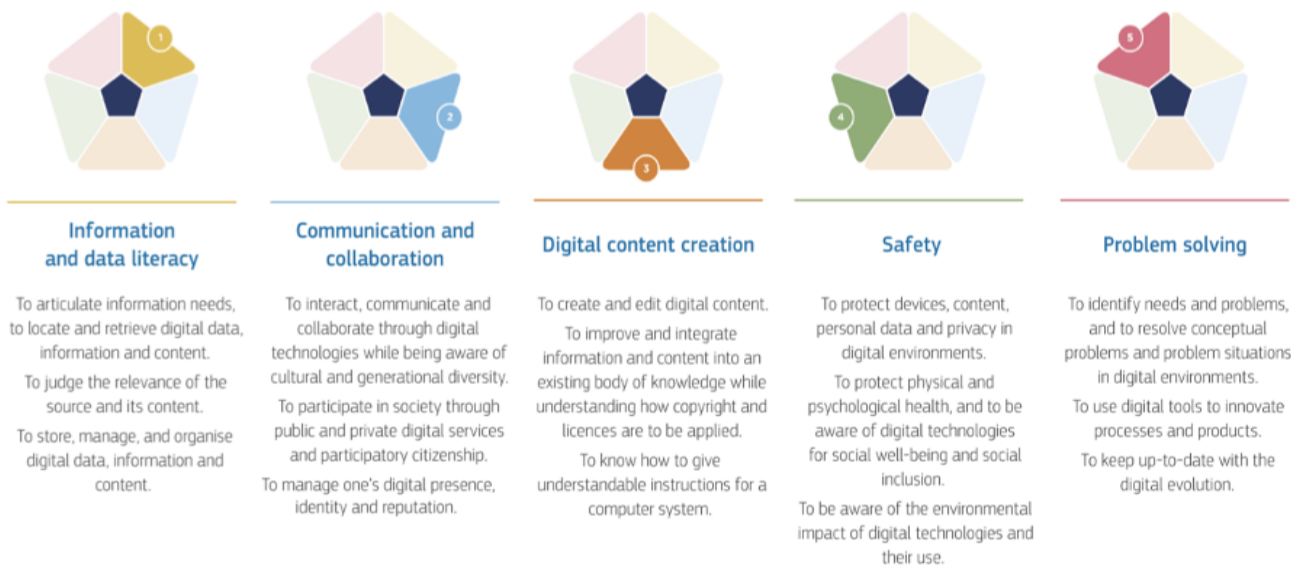 1
2
3
4
5
Information
and data literacy
To articulate information needs,
to locate and retrieve digital data,
information and content.
To judge the relevance of the
source and its content.
To store, manage, and organise
digital data, information and
content.
Communication and
collaboration
To interact, communicate and
collaborate through digital
technologies while being aware of
cultural and generational diversity.
To participate in society through
public and private digital services
and participatory citizenship.
To manage one's digital presence,
identity and reputation.
Digital content creation
To create and edit digital content.
To improve and integrate
information and content into an
existing body of knowledge while
understanding how copyright and
licences are to be applied.
To know how to give
understandable instructions for a
computer system.
Safety
To protect devices, content,
personal data and privacy in
digital environments.
To protect physical and
psychological health, and to be
aware of digital technologies
for social well-being and social
inclusion.
To be aware of the environmental
impact of digital technologies and
their use.
Problem solving
To identify needs and problems,
and to resolve conceptual
problems and problem situations
in digital environments.
To use digital tools to innovate
processes and products.
To keep up-to-date with the
digital evolution.